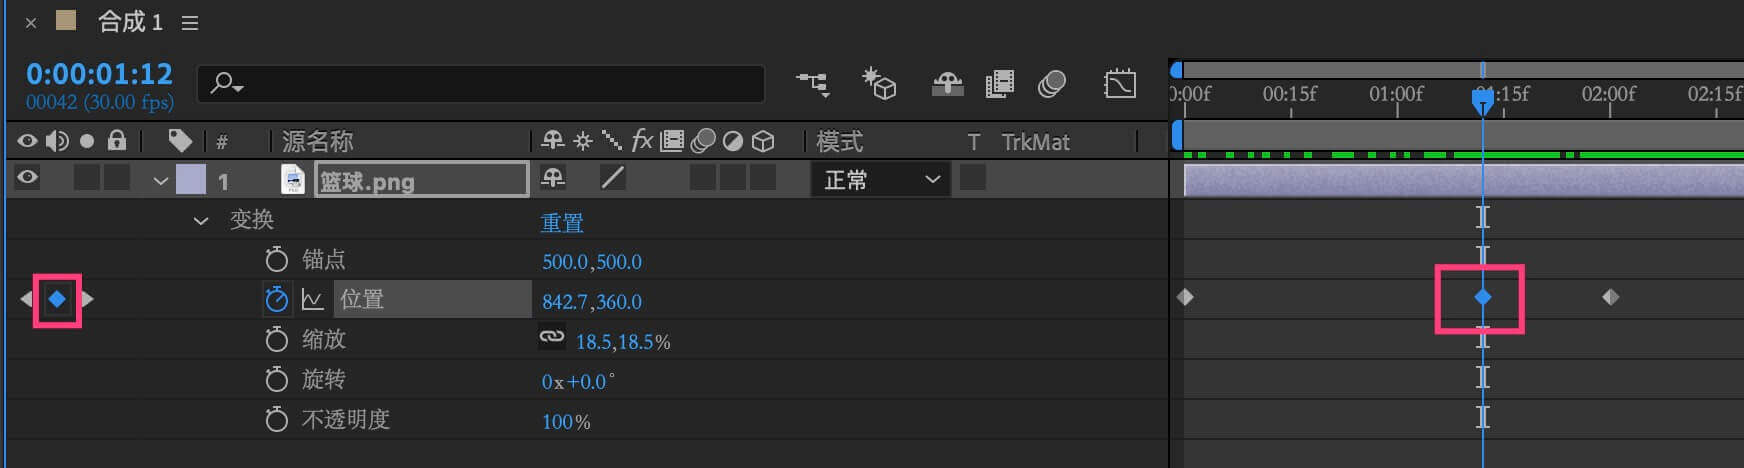 × 合成 1
0:00:01:12
00042 (30.00 fps)
0:00f 00:15f 01:00f 01:15f 02:00f 02:15f
# 源名称 fx 模式 T TrkMat
1 篮球.png 正常
变换 重置
锚点 500.0,500.0
位置 842.7,360.0
缩放 18.5,18.5%
旋转 0x+0.0°
不透明度 100%